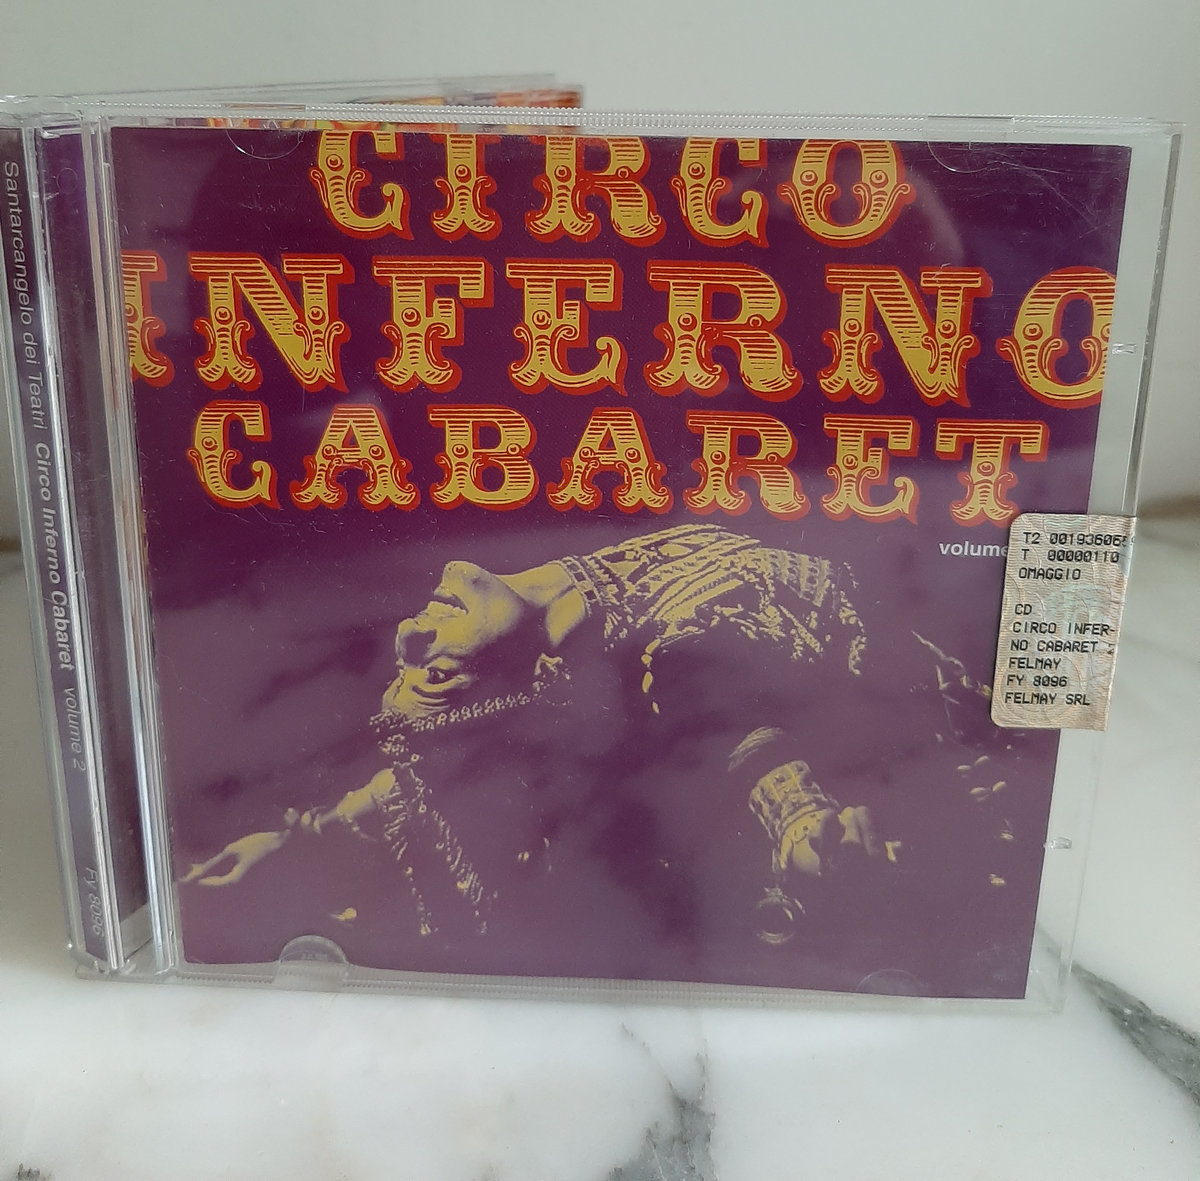 CIRCO
INFERNO
CABARET
volume
T2 00193606
T 00000110
OMAGGIO
CD
CIRCO INFER-
NO CABARET 2
FELMAY
FY 8096
FELMAY SRL
Santarcangelo dei Teatri Circo Inferno Cabaret volume 2 FY 8096